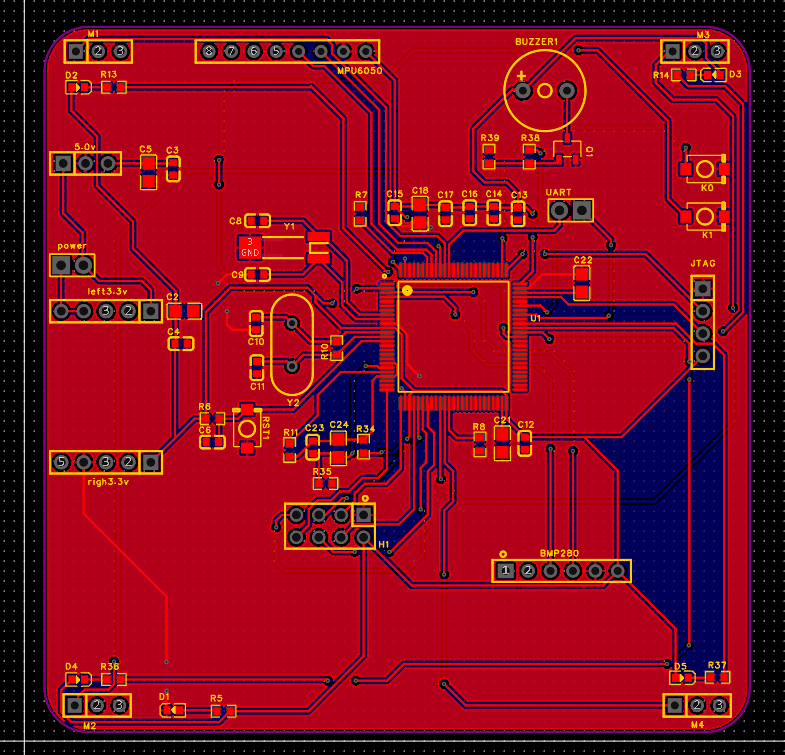 M1
M3
BUZZER1
8 7 6 5
2 3
2 3
MPU6050
D2 R13
R14 D3
+
5.0v
C5 C3
R39 R38
Q1
K0
R7 C15 C18 C17 C16 C14 C13
UART
C8 Y1
K1
3
GND
power
C9
C22
JTAG
left3.3v
3 2
C2
U1
C10
C4
R10
C11
Y2
R6
C6
RST1
R11 C23 C24 R34
R8 C21 C12
5 3 2
righ3.3v
R35
H1
BMP280
1 2
D4 R36
D5 R37
D1 R5
2 3
2 3
M2
M4